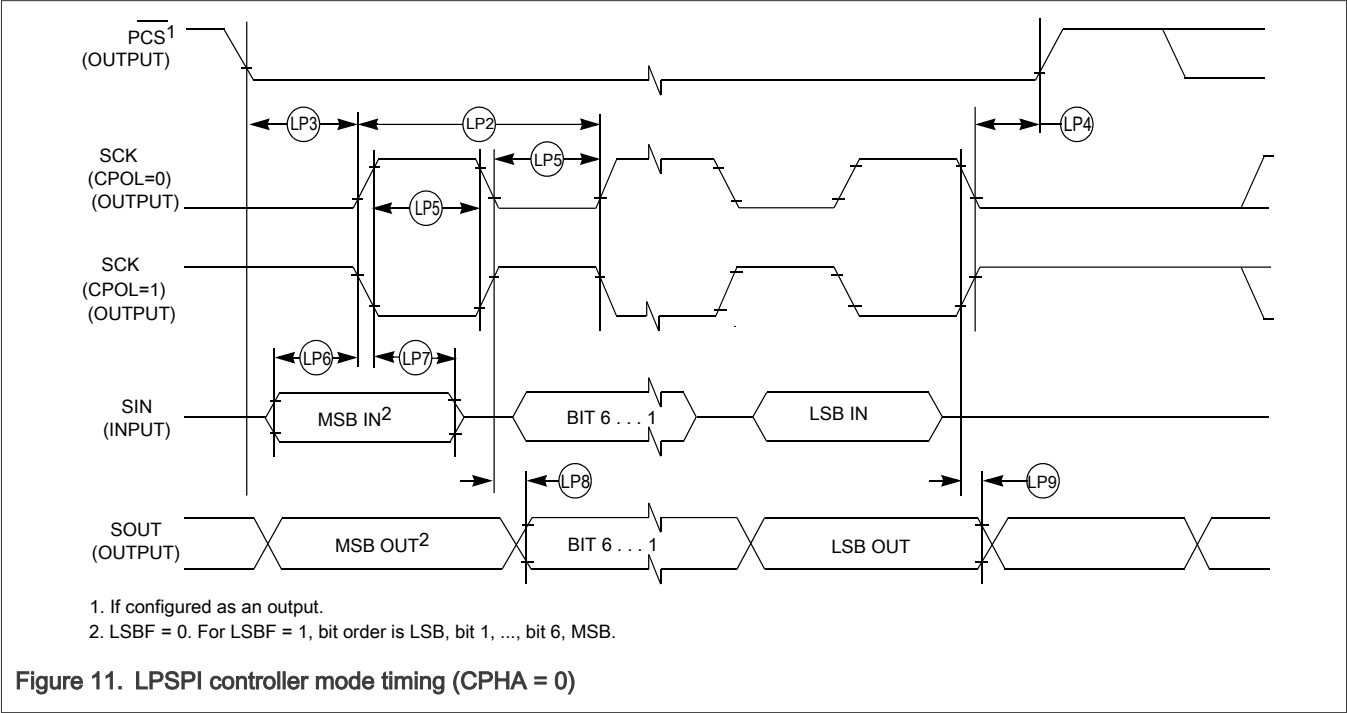 PCS1
(OUTPUT)
LP3
LP2
LP4
SCK
(CPOL=0)
(OUTPUT)
LP5
LP5
SCK
(CPOL=1)
(OUTPUT)
LP6
LP7
SIN
(INPUT)
MSB IN2
BIT 6 . . . 1
LSB IN
LP8
LP9
SOUT
(OUTPUT)
MSB OUT2
BIT 6 . . . 1
LSB OUT
1. If configured as an output.
2. LSBF = 0. For LSBF = 1, bit order is LSB, bit 1, ..., bit 6, MSB.
Figure 11. LPSPI controller mode timing (CPHA = 0)